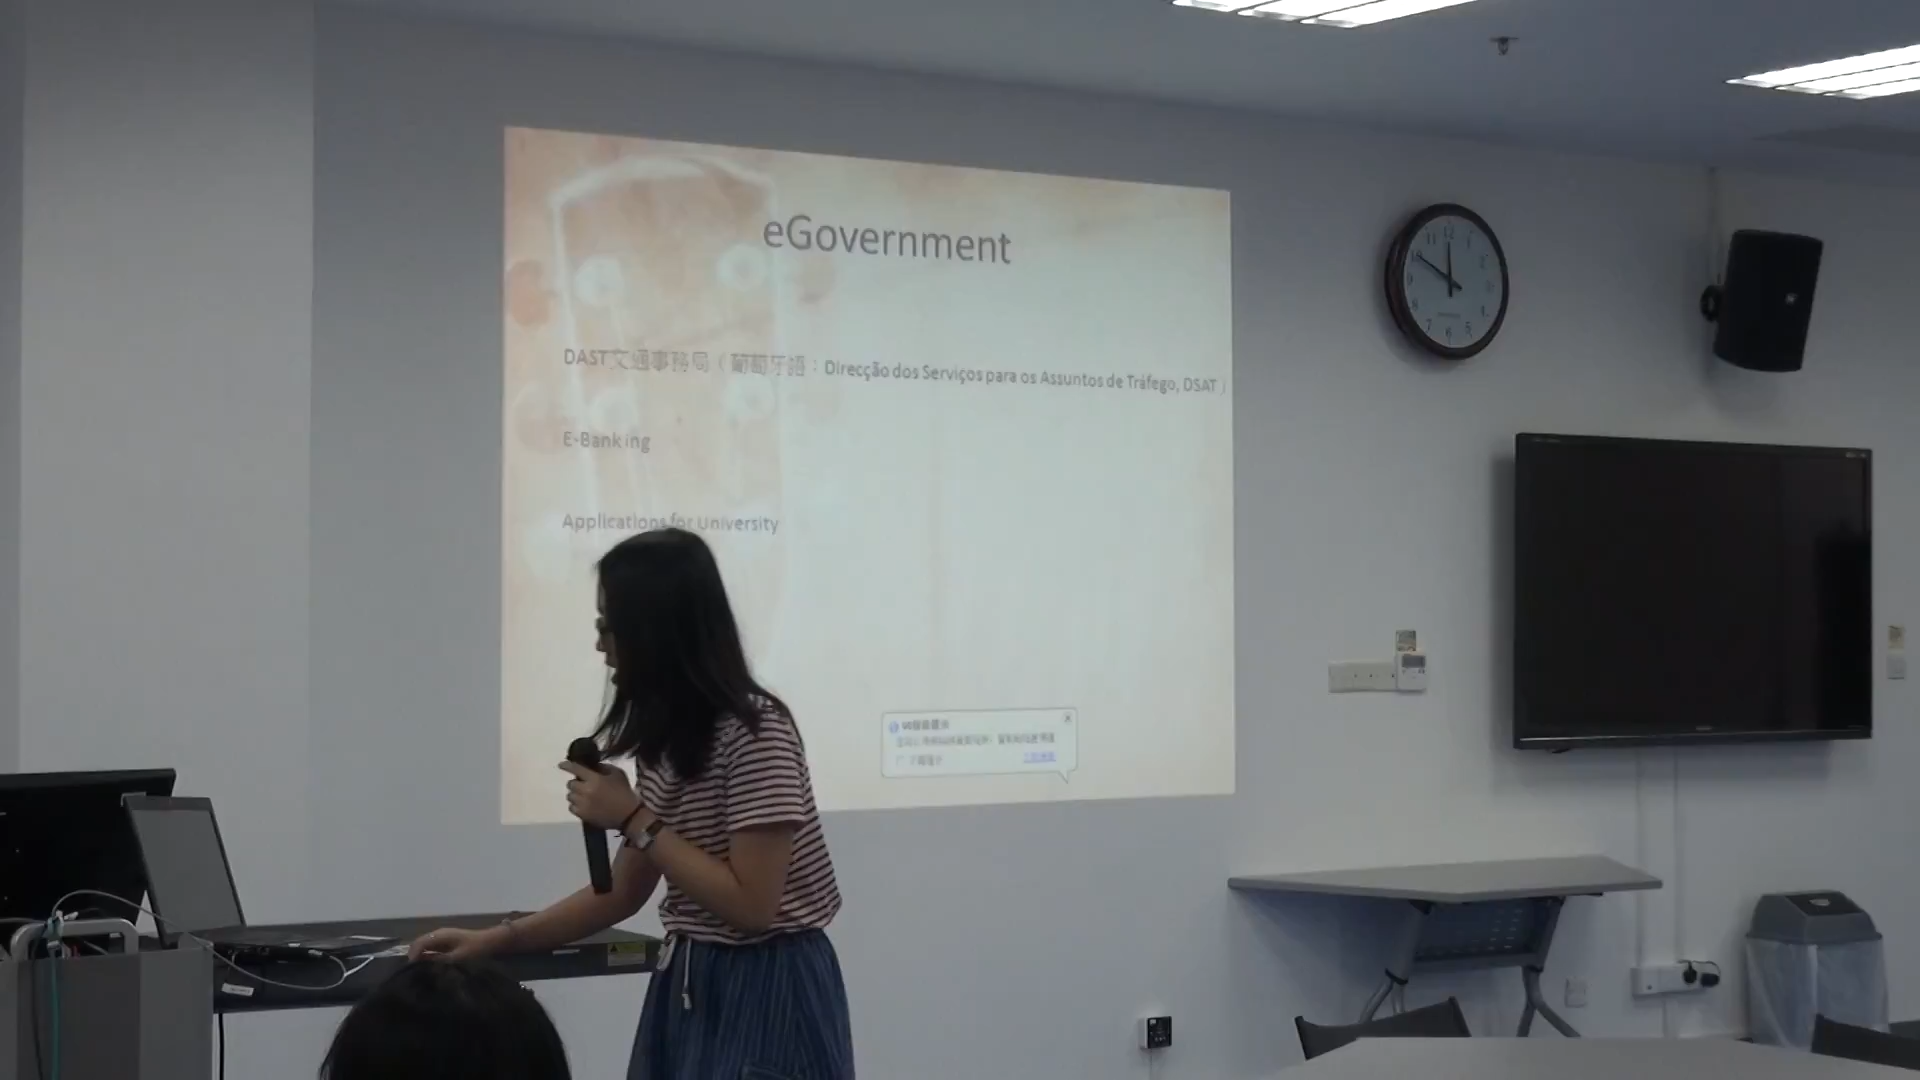 eGovernment
DAST交通事務局（葡萄牙語：Direcção dos Serviços para os Assuntos de Tráfego, DSAT）
E-Banking
Applications for University